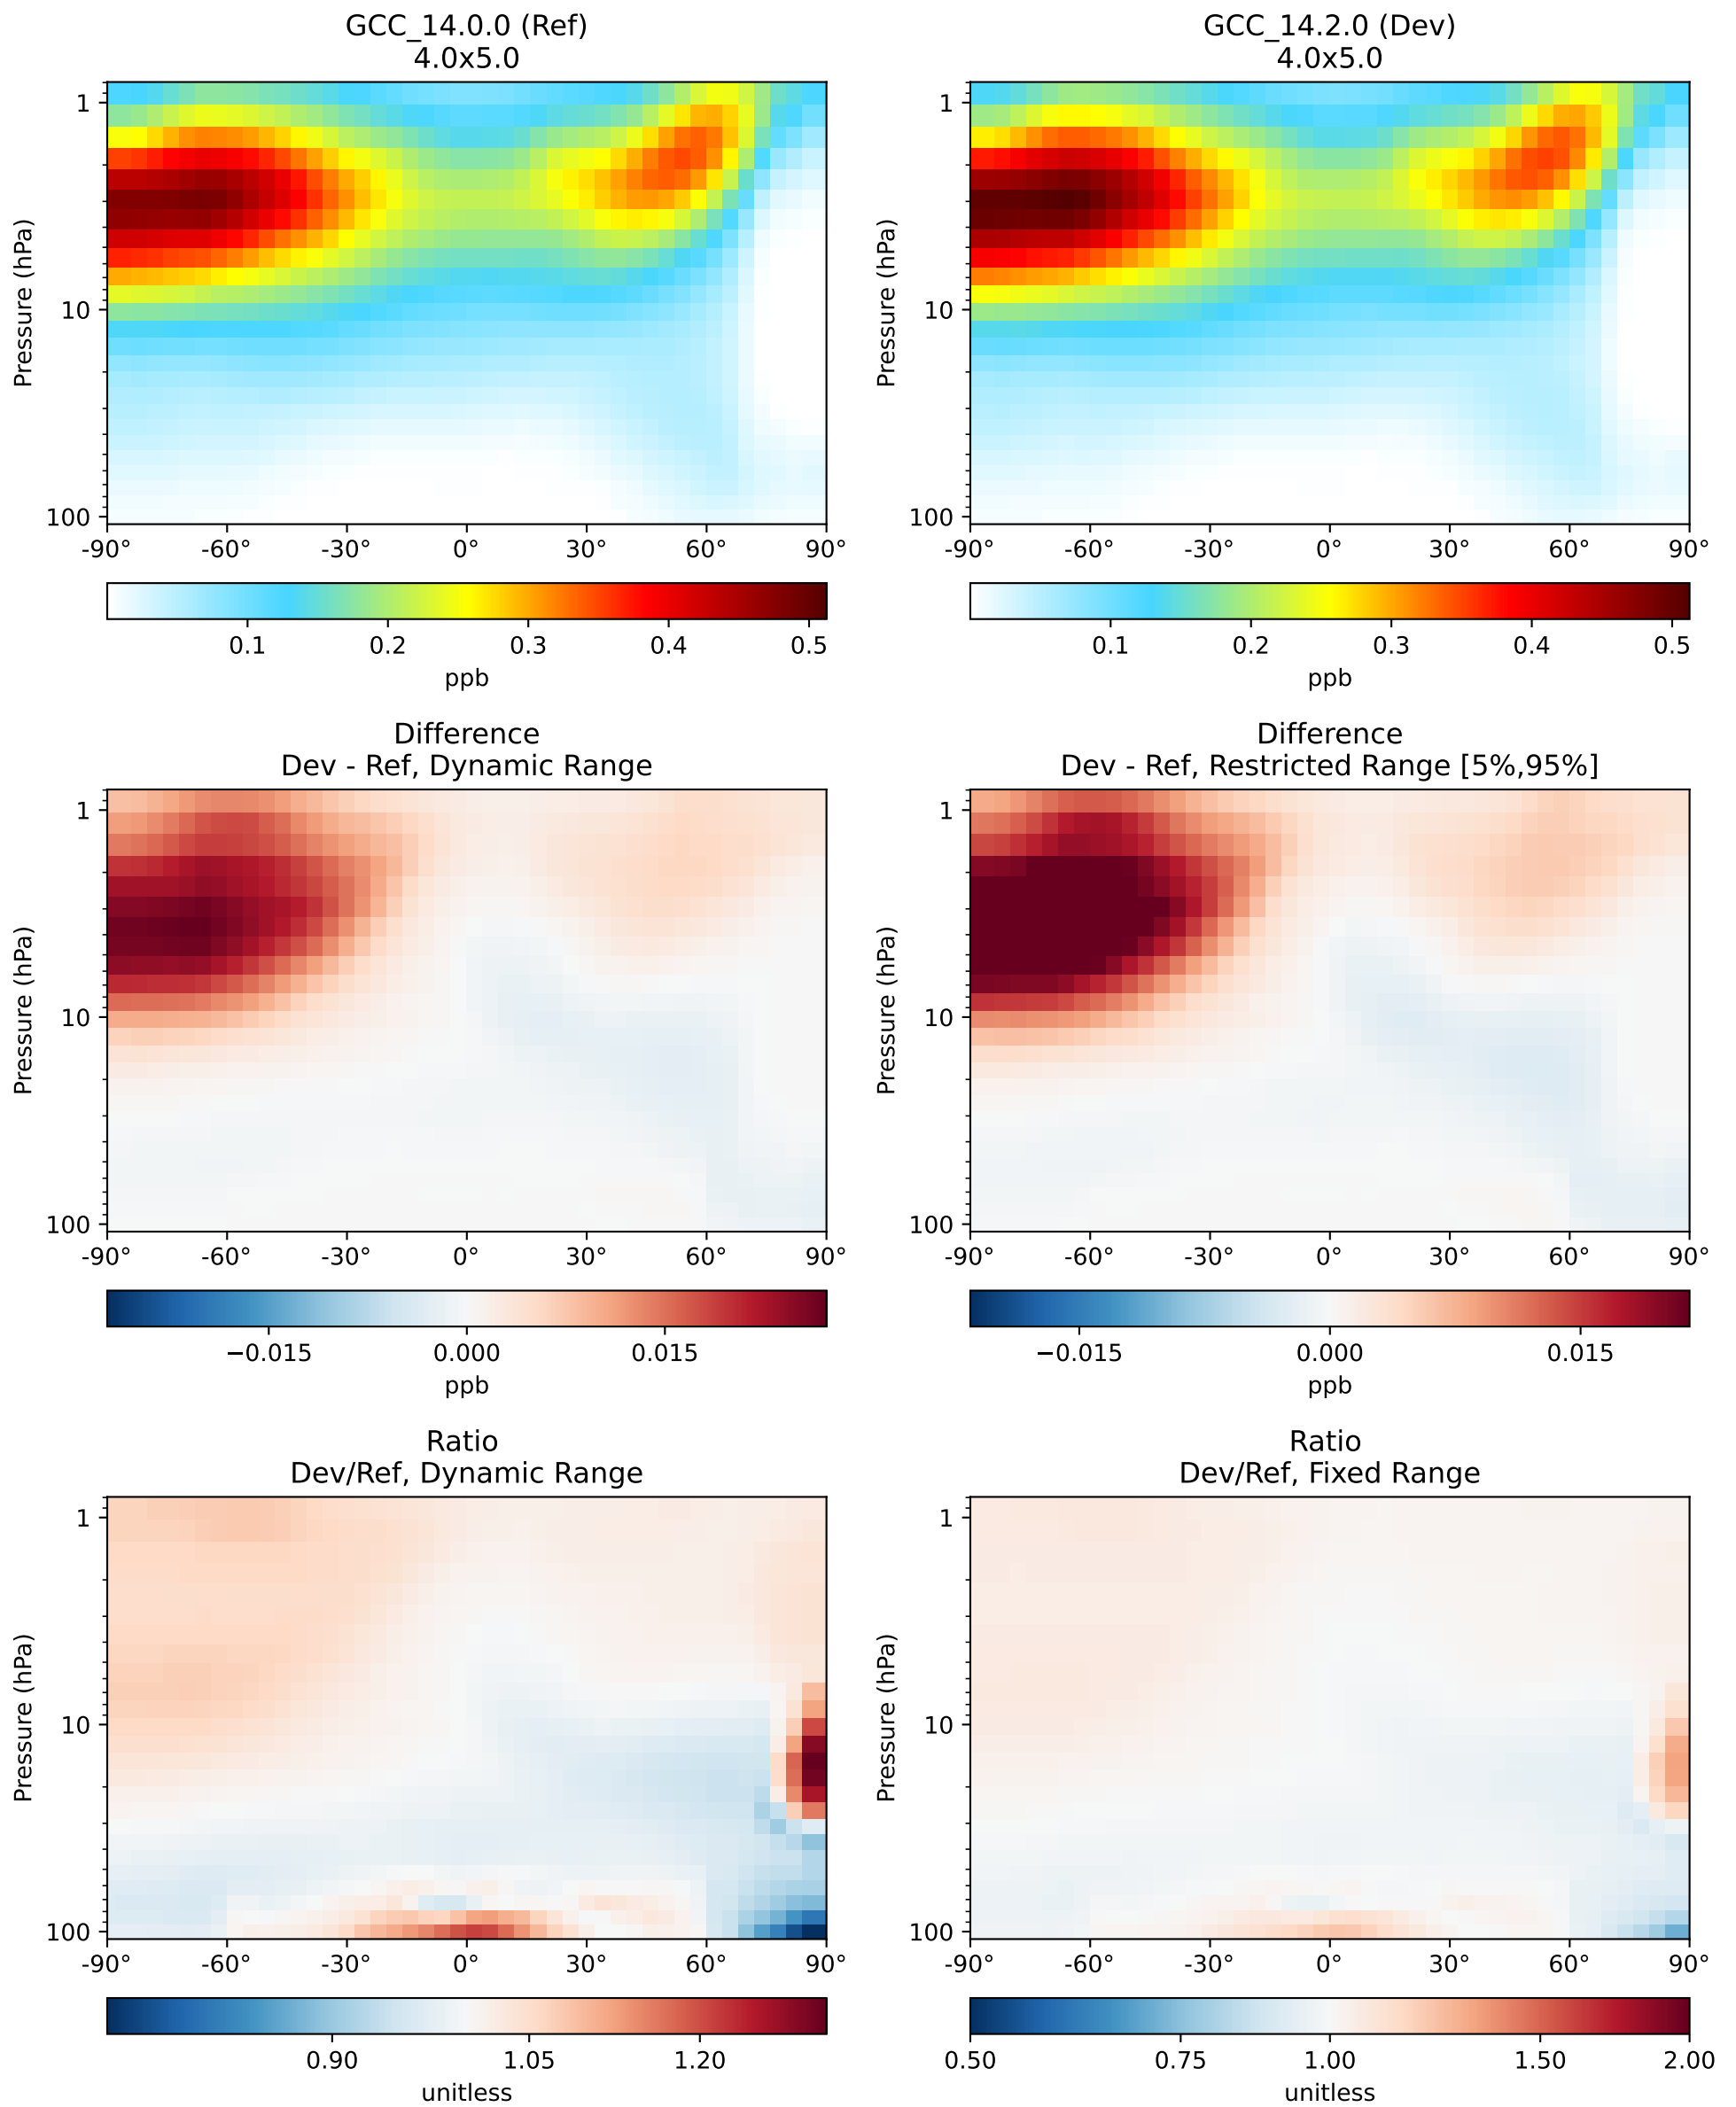 GCC_14.0.0 (Ref)
4.0x5.0
Pressure (hPa)
1
10
100
-90° -60° -30° 0° 30° 60° 90°
0.1 0.2 0.3 0.4 0.5
ppb
GCC_14.2.0 (Dev)
4.0x5.0
Pressure (hPa)
1
10
100
-90° -60° -30° 0° 30° 60° 90°
0.1 0.2 0.3 0.4 0.5
ppb
Difference
Dev - Ref, Dynamic Range
Pressure (hPa)
1
10
100
-90° -60° -30° 0° 30° 60° 90°
−0.015 0.000 0.015
ppb
Difference
Dev - Ref, Restricted Range [5%,95%]
Pressure (hPa)
1
10
100
-90° -60° -30° 0° 30° 60° 90°
−0.015 0.000 0.015
ppb
Ratio
Dev/Ref, Dynamic Range
Pressure (hPa)
1
10
100
-90° -60° -30° 0° 30° 60° 90°
0.90 1.05 1.20
unitless
Ratio
Dev/Ref, Fixed Range
Pressure (hPa)
1
10
100
-90° -60° -30° 0° 30° 60° 90°
0.50 0.75 1.00 1.50 2.00
unitless